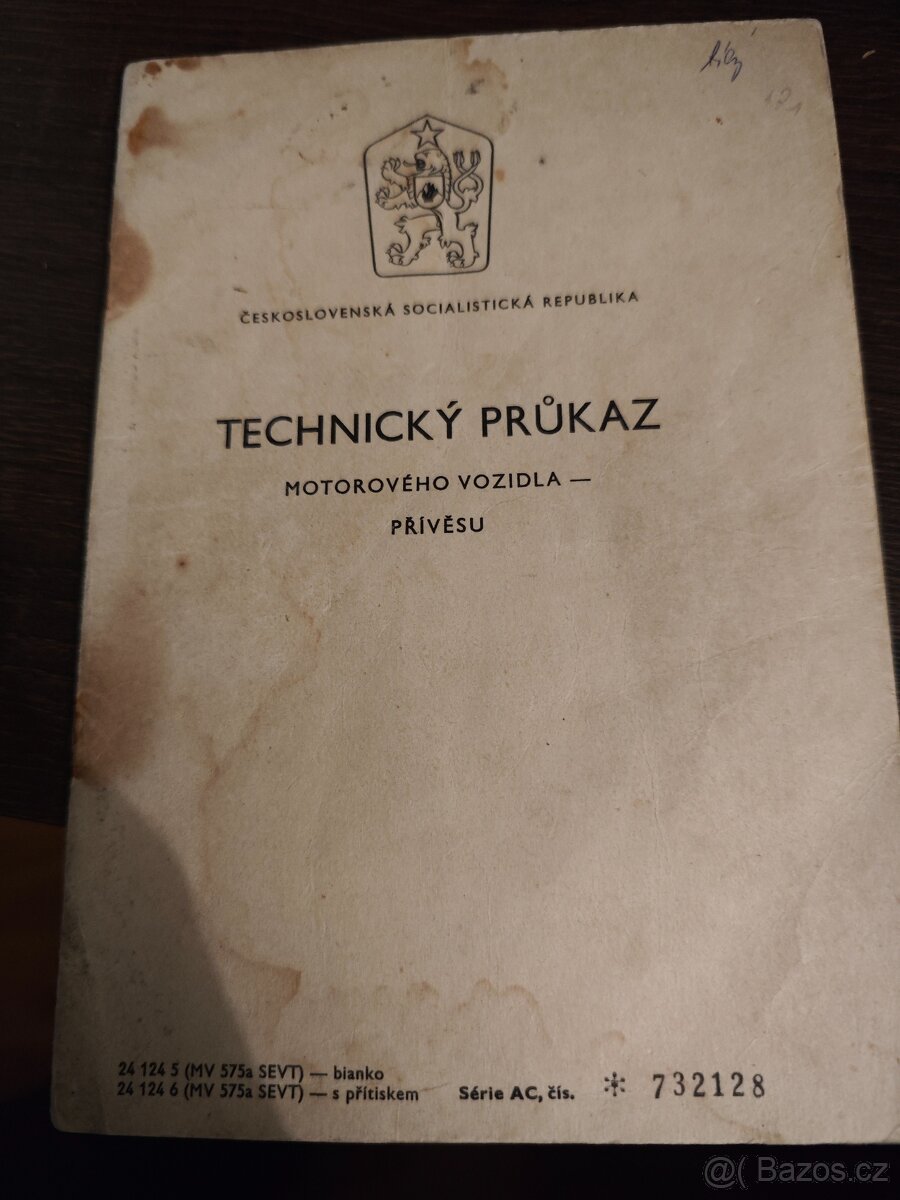 ČESKOSLOVENSKÁ SOCIALISTICKÁ REPUBLIKA
TECHNICKÝ PRŮKAZ
MOTOROVÉHO VOZIDLA —
PŘÍVĚSU
24 124 5 (MV 575a SEVT) — bianko
24 124 6 (MV 575a SEVT) — s přítiskem Série AC, čís. * 732128
@( Bazos.cz